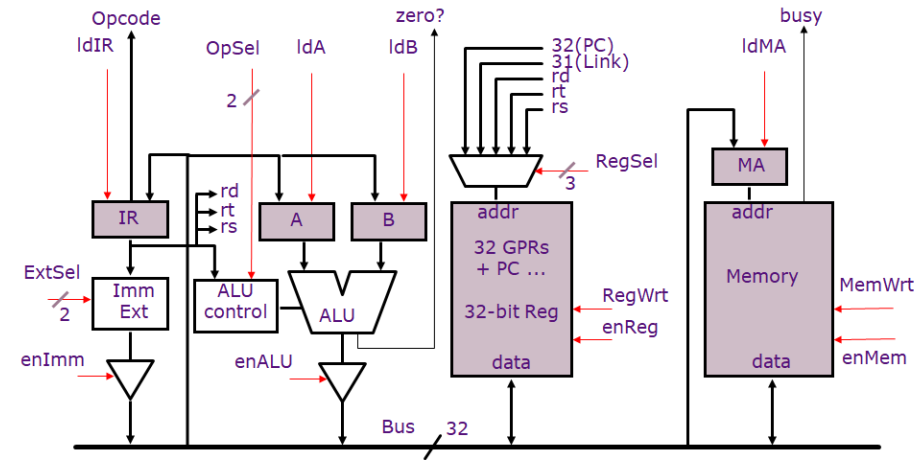 Opcode
zero?
busy
ldIR
OpSel
ldA
ldB
32(PC)
31(Link)
rd
rt
rs
ldMA
2
RegSel
3
MA
rd
rt
rs
IR
A
B
addr
addr
32 GPRs
+ PC ...
32-bit Reg
data
Memory
data
ExtSel
2
Imm
Ext
ALU
control
ALU
RegWrt
enReg
MemWrt
enMem
enImm
enALU
Bus
32